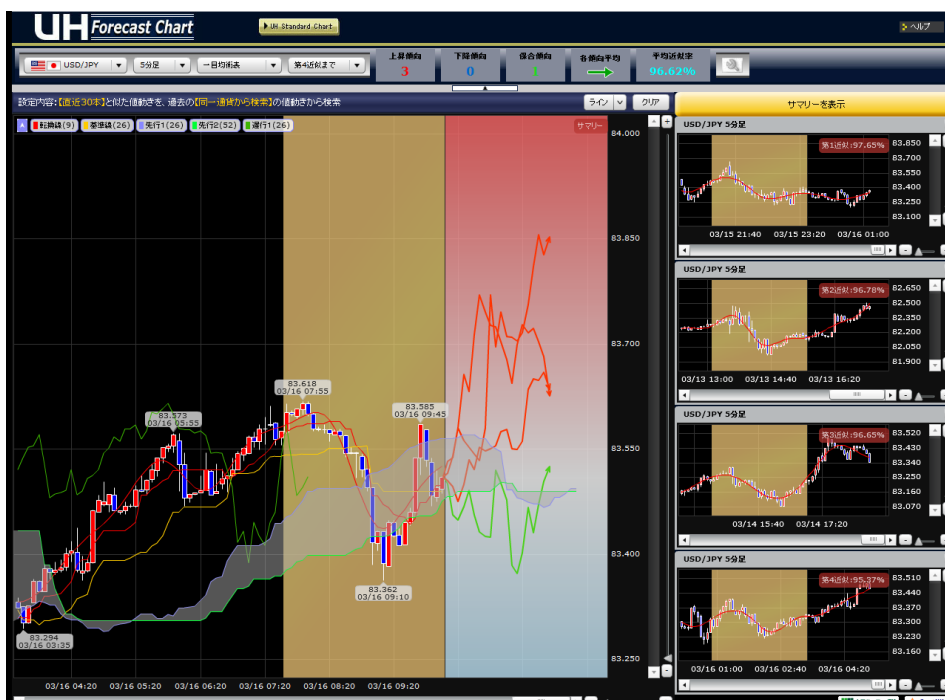 UH Forecast Chart
▶UH Standard Chart
ヘルプ
USD/JPY
5分足
一目均衡表
第4近似まで
上昇傾向
3
下降傾向
0
保合傾向
1
各傾向平均
平均近似率
96.62%
設定内容:【直近30本】と似た値動きを、過去の【同一通貨から検索】の値動きから検索
ライン
クリア
サマリーを表示
転換線(9)
基準線(26)
先行1(26)
先行2(52)
遅行1(26)
サマリー
84.000
83.850
83.700
83.550
83.400
83.250
83.618
03/16 07:55
83.585
03/16 09:45
83.573
03/16 05:55
83.362
03/16 09:10
83.294
03/16 03:35
03/16 04:20
03/16 05:20
03/16 06:20
03/16 07:20
03/16 08:20
03/16 09:20
USD/JPY 5分足
第1近似:97.65%
83.850
83.700
83.550
83.400
83.250
83.100
03/15 21:40
03/15 23:20
03/16 01:00
USD/JPY 5分足
第2近似:96.78%
82.650
82.500
82.350
82.200
82.050
81.900
03/13 13:00
03/13 14:40
03/13 16:20
USD/JPY 5分足
第3近似:96.65%
83.520
83.430
83.340
83.250
83.160
83.070
03/14 15:40
03/14 17:20
USD/JPY 5分足
第4近似:95.37%
83.510
83.440
83.370
83.300
83.230
83.160
03/16 01:00
03/16 02:40
03/16 04:20